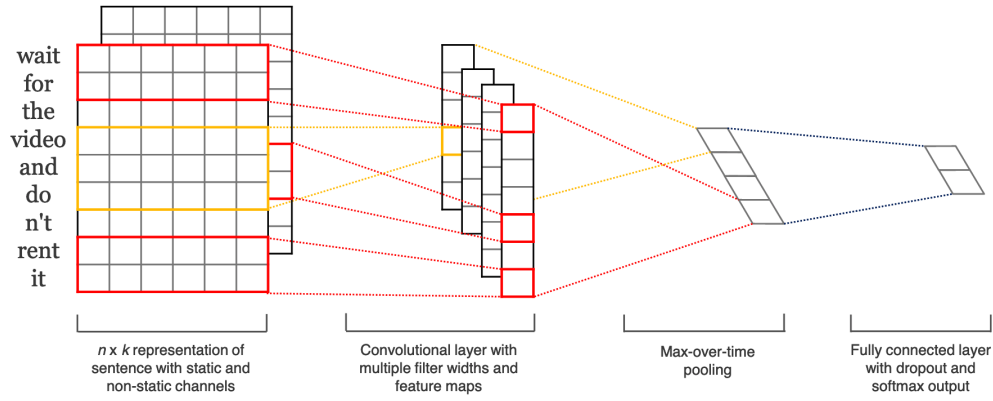 wait
for
the
video
and
do
n't
rent
it
n x k representation of
sentence with static and
non-static channels
Convolutional layer with
multiple filter widths and
feature maps
Max-over-time
pooling
Fully connected layer
with dropout and
softmax output